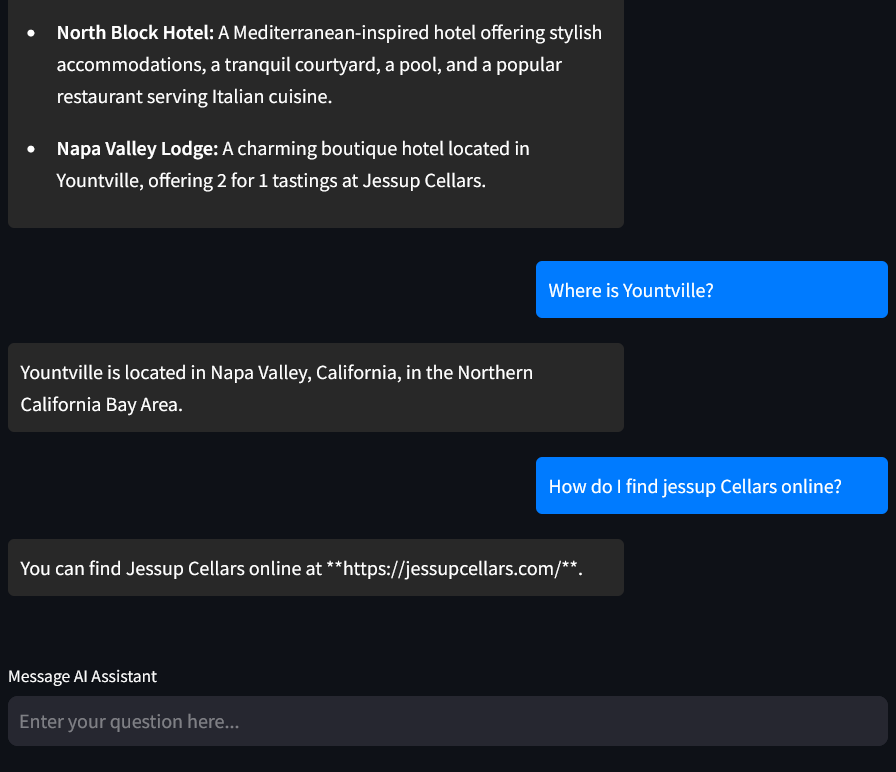 • North Block Hotel: A Mediterranean-inspired hotel offering stylish
accommodations, a tranquil courtyard, a pool, and a popular
restaurant serving Italian cuisine.
• Napa Valley Lodge: A charming boutique hotel located in
Yountville, offering 2 for 1 tastings at Jessup Cellars.
Where is Yountville?
Yountville is located in Napa Valley, California, in the Northern
California Bay Area.
How do I find jessup Cellars online?
You can find Jessup Cellars online at **https://jessupcellars.com/**.
Message AI Assistant
Enter your question here...